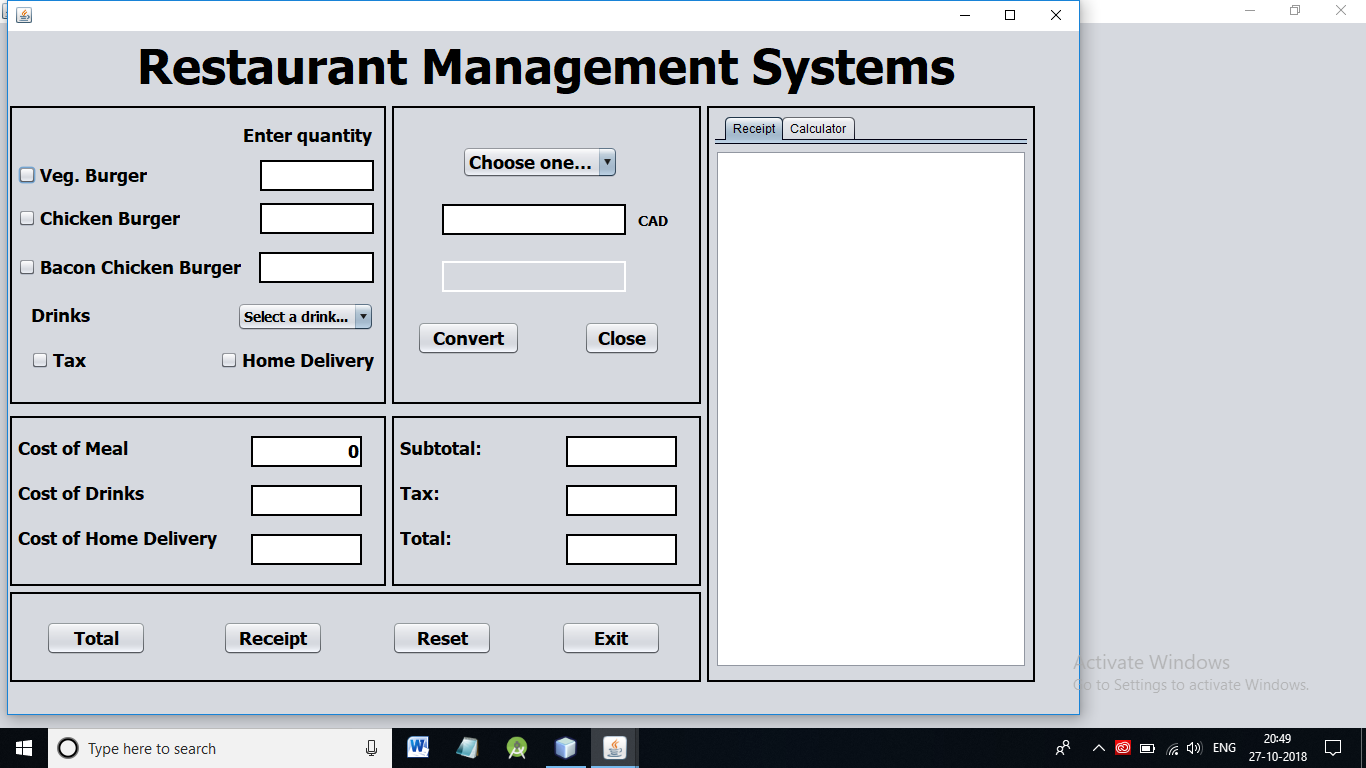 Restaurant Management Systems
Enter quantity
Veg. Burger
Chicken Burger
Bacon Chicken Burger
Drinks
Select a drink...
Tax
Home Delivery
Choose one...
CAD
Convert
Close
Receipt
Calculator
Cost of Meal
0
Cost of Drinks
Cost of Home Delivery
Subtotal:
Tax:
Total:
Total
Receipt
Reset
Exit
Activate Windows
Go to Settings to activate Windows.
Type here to search
W
ENG
20:49
27-10-2018